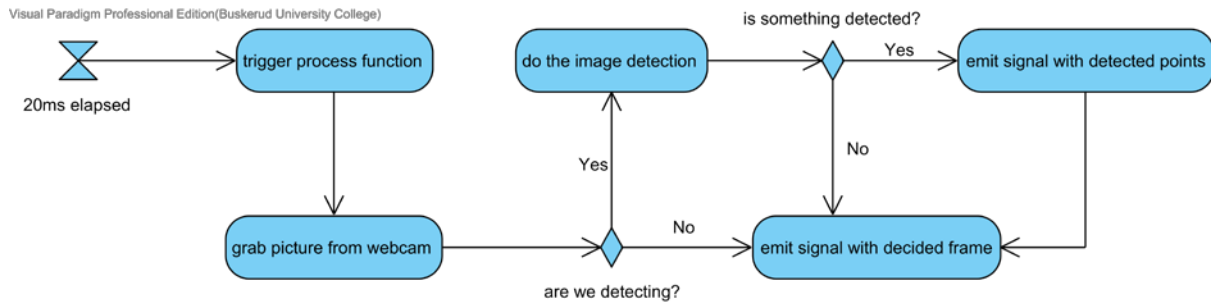 Visual Paradigm Professional Edition(Buskerud University College)
is something detected?
trigger process function
do the image detection
Yes
emit signal with detected points
20ms elapsed
Yes
No
grab picture from webcam
No
emit signal with decided frame
are we detecting?